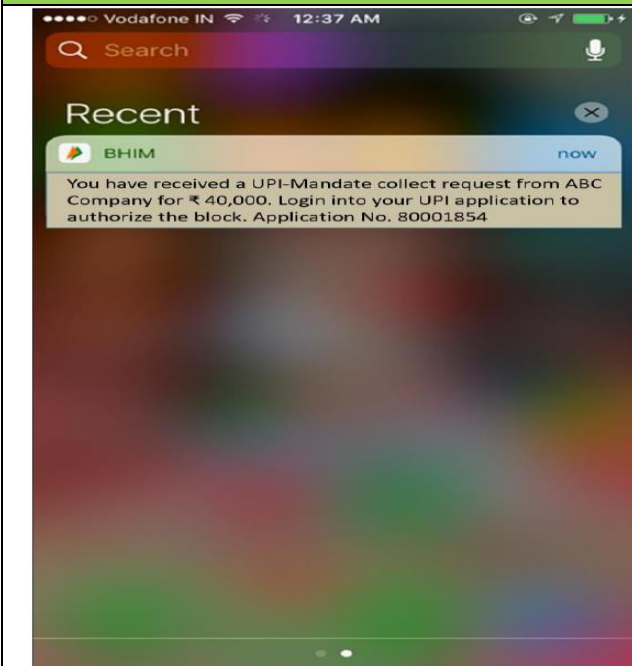 Vodafone IN 12:37 AM
Search
Recent
BHIM now
You have received a UPI-Mandate collect request from ABC
Company for ₹ 40,000. Login into your UPI application to
authorize the block. Application No. 80001854